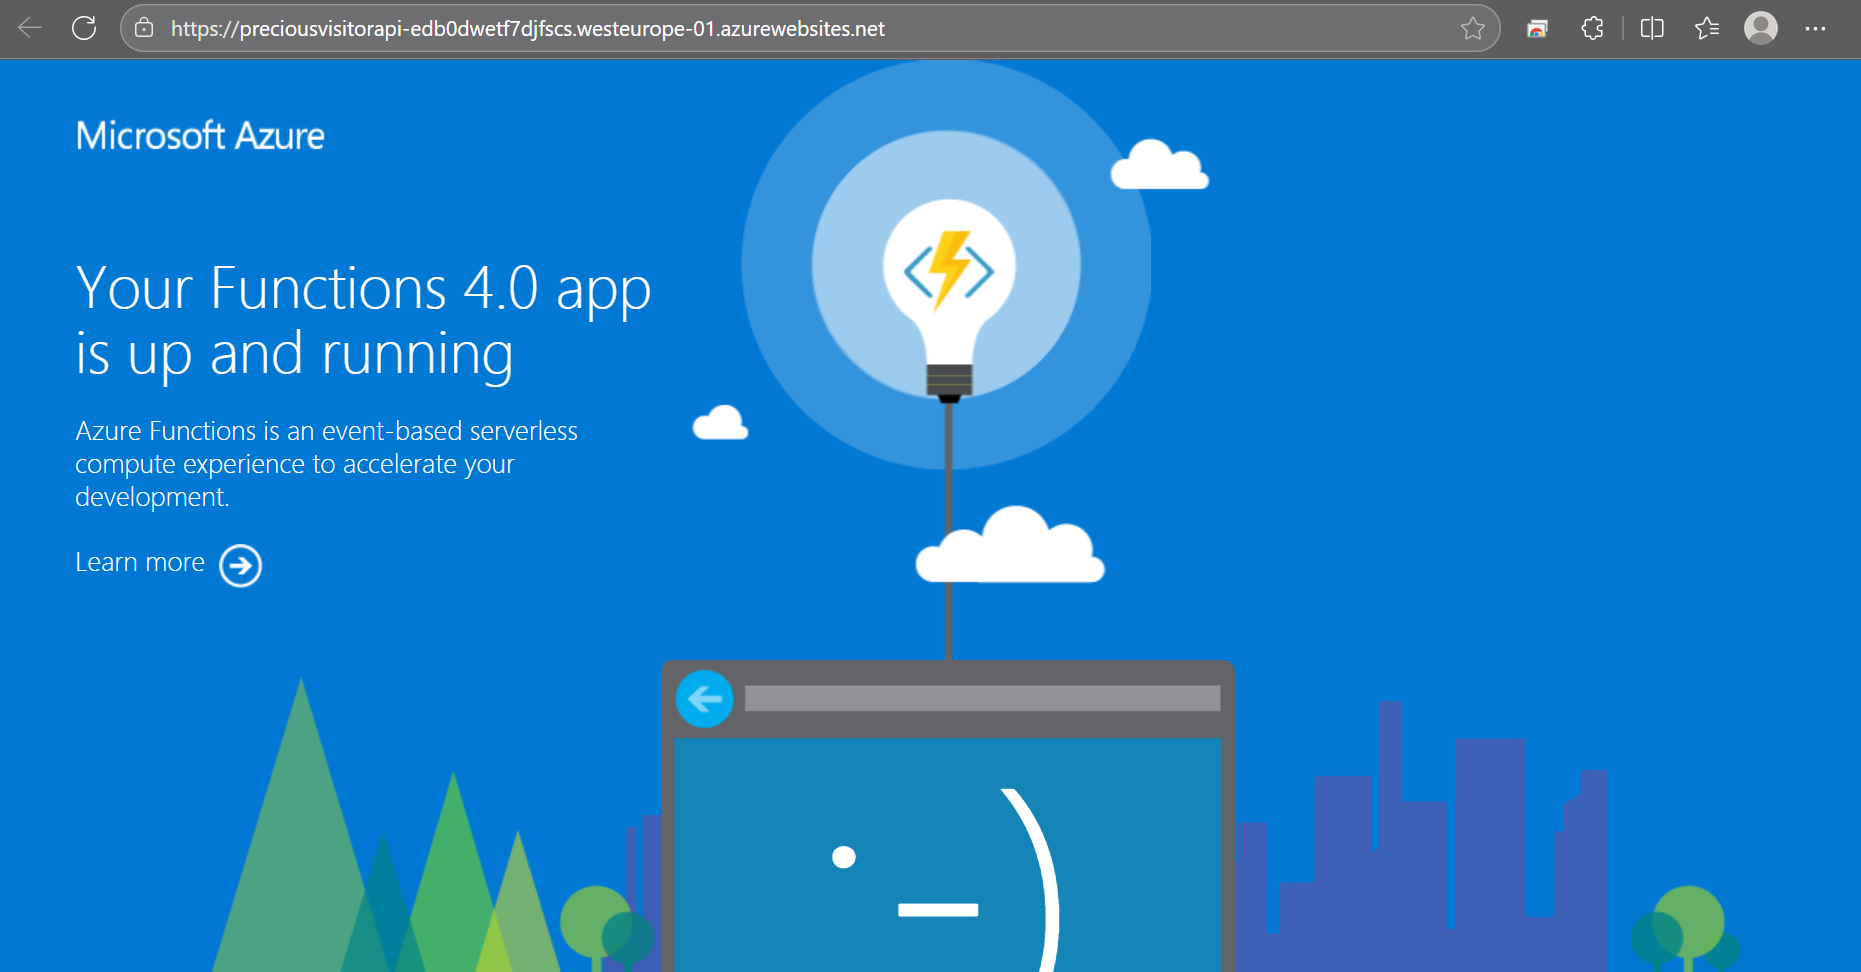 https://preciousvisitorapi-edb0dwetf7djfscs.westeurope-01.azurewebsites.net
Microsoft Azure
Your Functions 4.0 app
is up and running
Azure Functions is an event-based serverless
compute experience to accelerate your
development.
Learn more